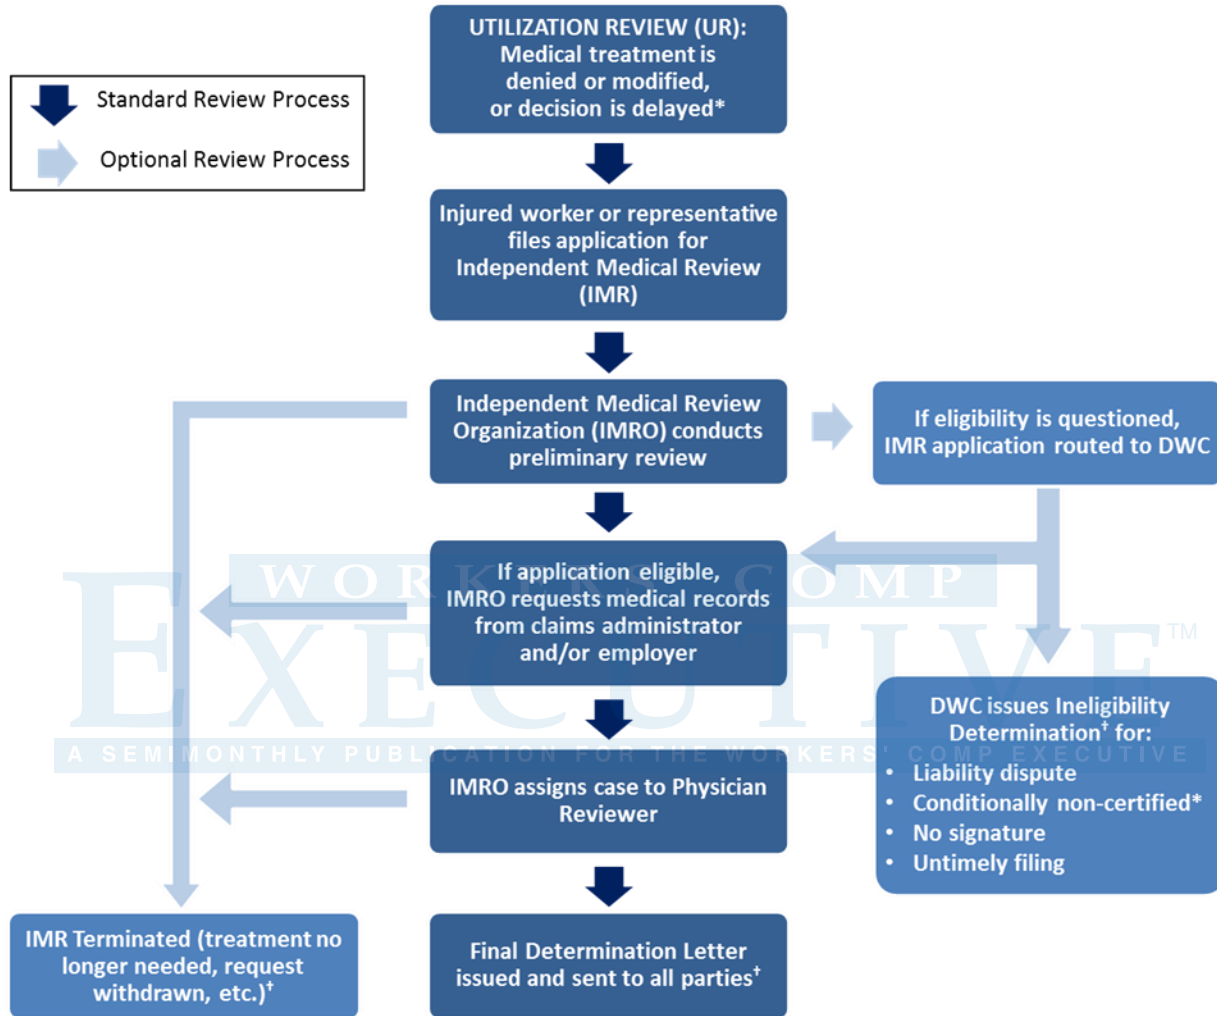 UTILIZATION REVIEW (UR):
Medical treatment is
denied or modified,
or decision is delayed*
Standard Review Process
Optional Review Process
Injured worker or representative
files application for
Independent Medical Review
(IMR)
Independent Medical Review
Organization (IMRO) conducts
preliminary review
If eligibility is questioned,
IMR application routed to DWC
If application eligible,
IMRO requests medical records
from claims administrator
and/or employer
WORKERS COMP
EXECUTIVE™
A SEMIMONTHLY PUBLICATION FOR THE WORKERS' COMP EXECUTIVE
DWC issues Ineligibility
Determination† for:
• Liability dispute
• Conditionally non-certified*
• No signature
• Untimely filing
IMRO assigns case to Physician
Reviewer
IMR Terminated (treatment no
longer needed, request
withdrawn, etc.)†
Final Determination Letter
issued and sent to all parties†